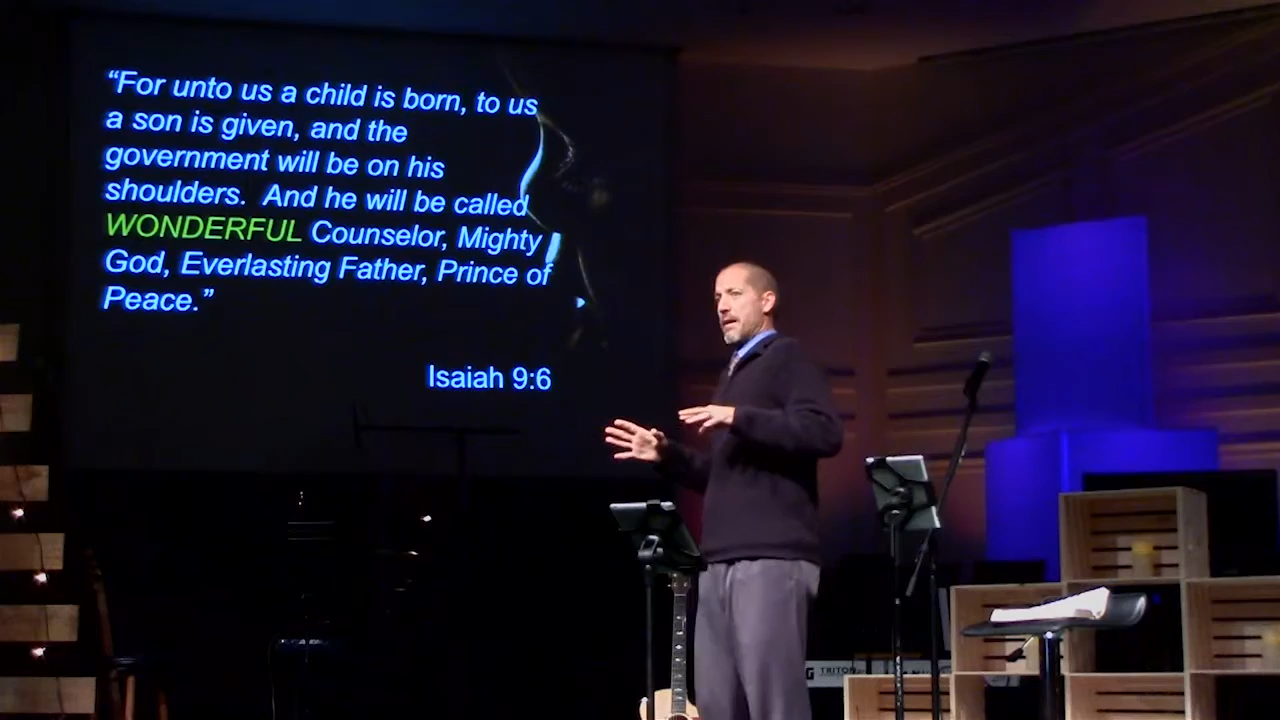 “For unto us a child is born, to us
a son is given, and the
government will be on his
shoulders.  And he will be called
WONDERFUL Counselor, Mighty
God, Everlasting Father, Prince of
Peace.”
Isaiah 9:6
TRITON